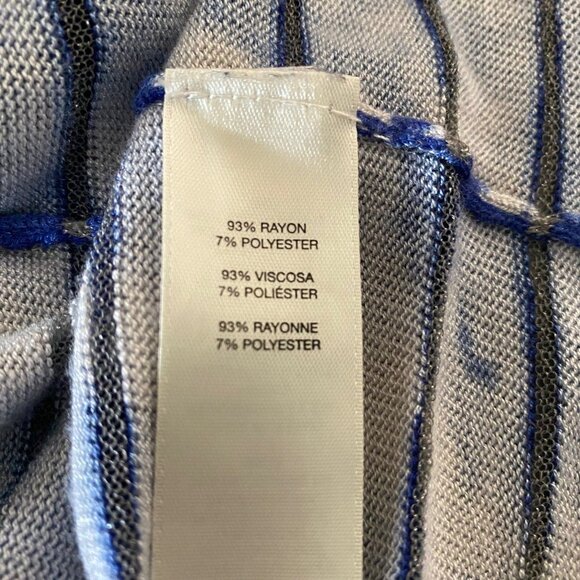 93% RAYON
7% POLYESTER
93% VISCOSA
7% POLIÉSTER
93% RAYONNE
7% POLYESTER